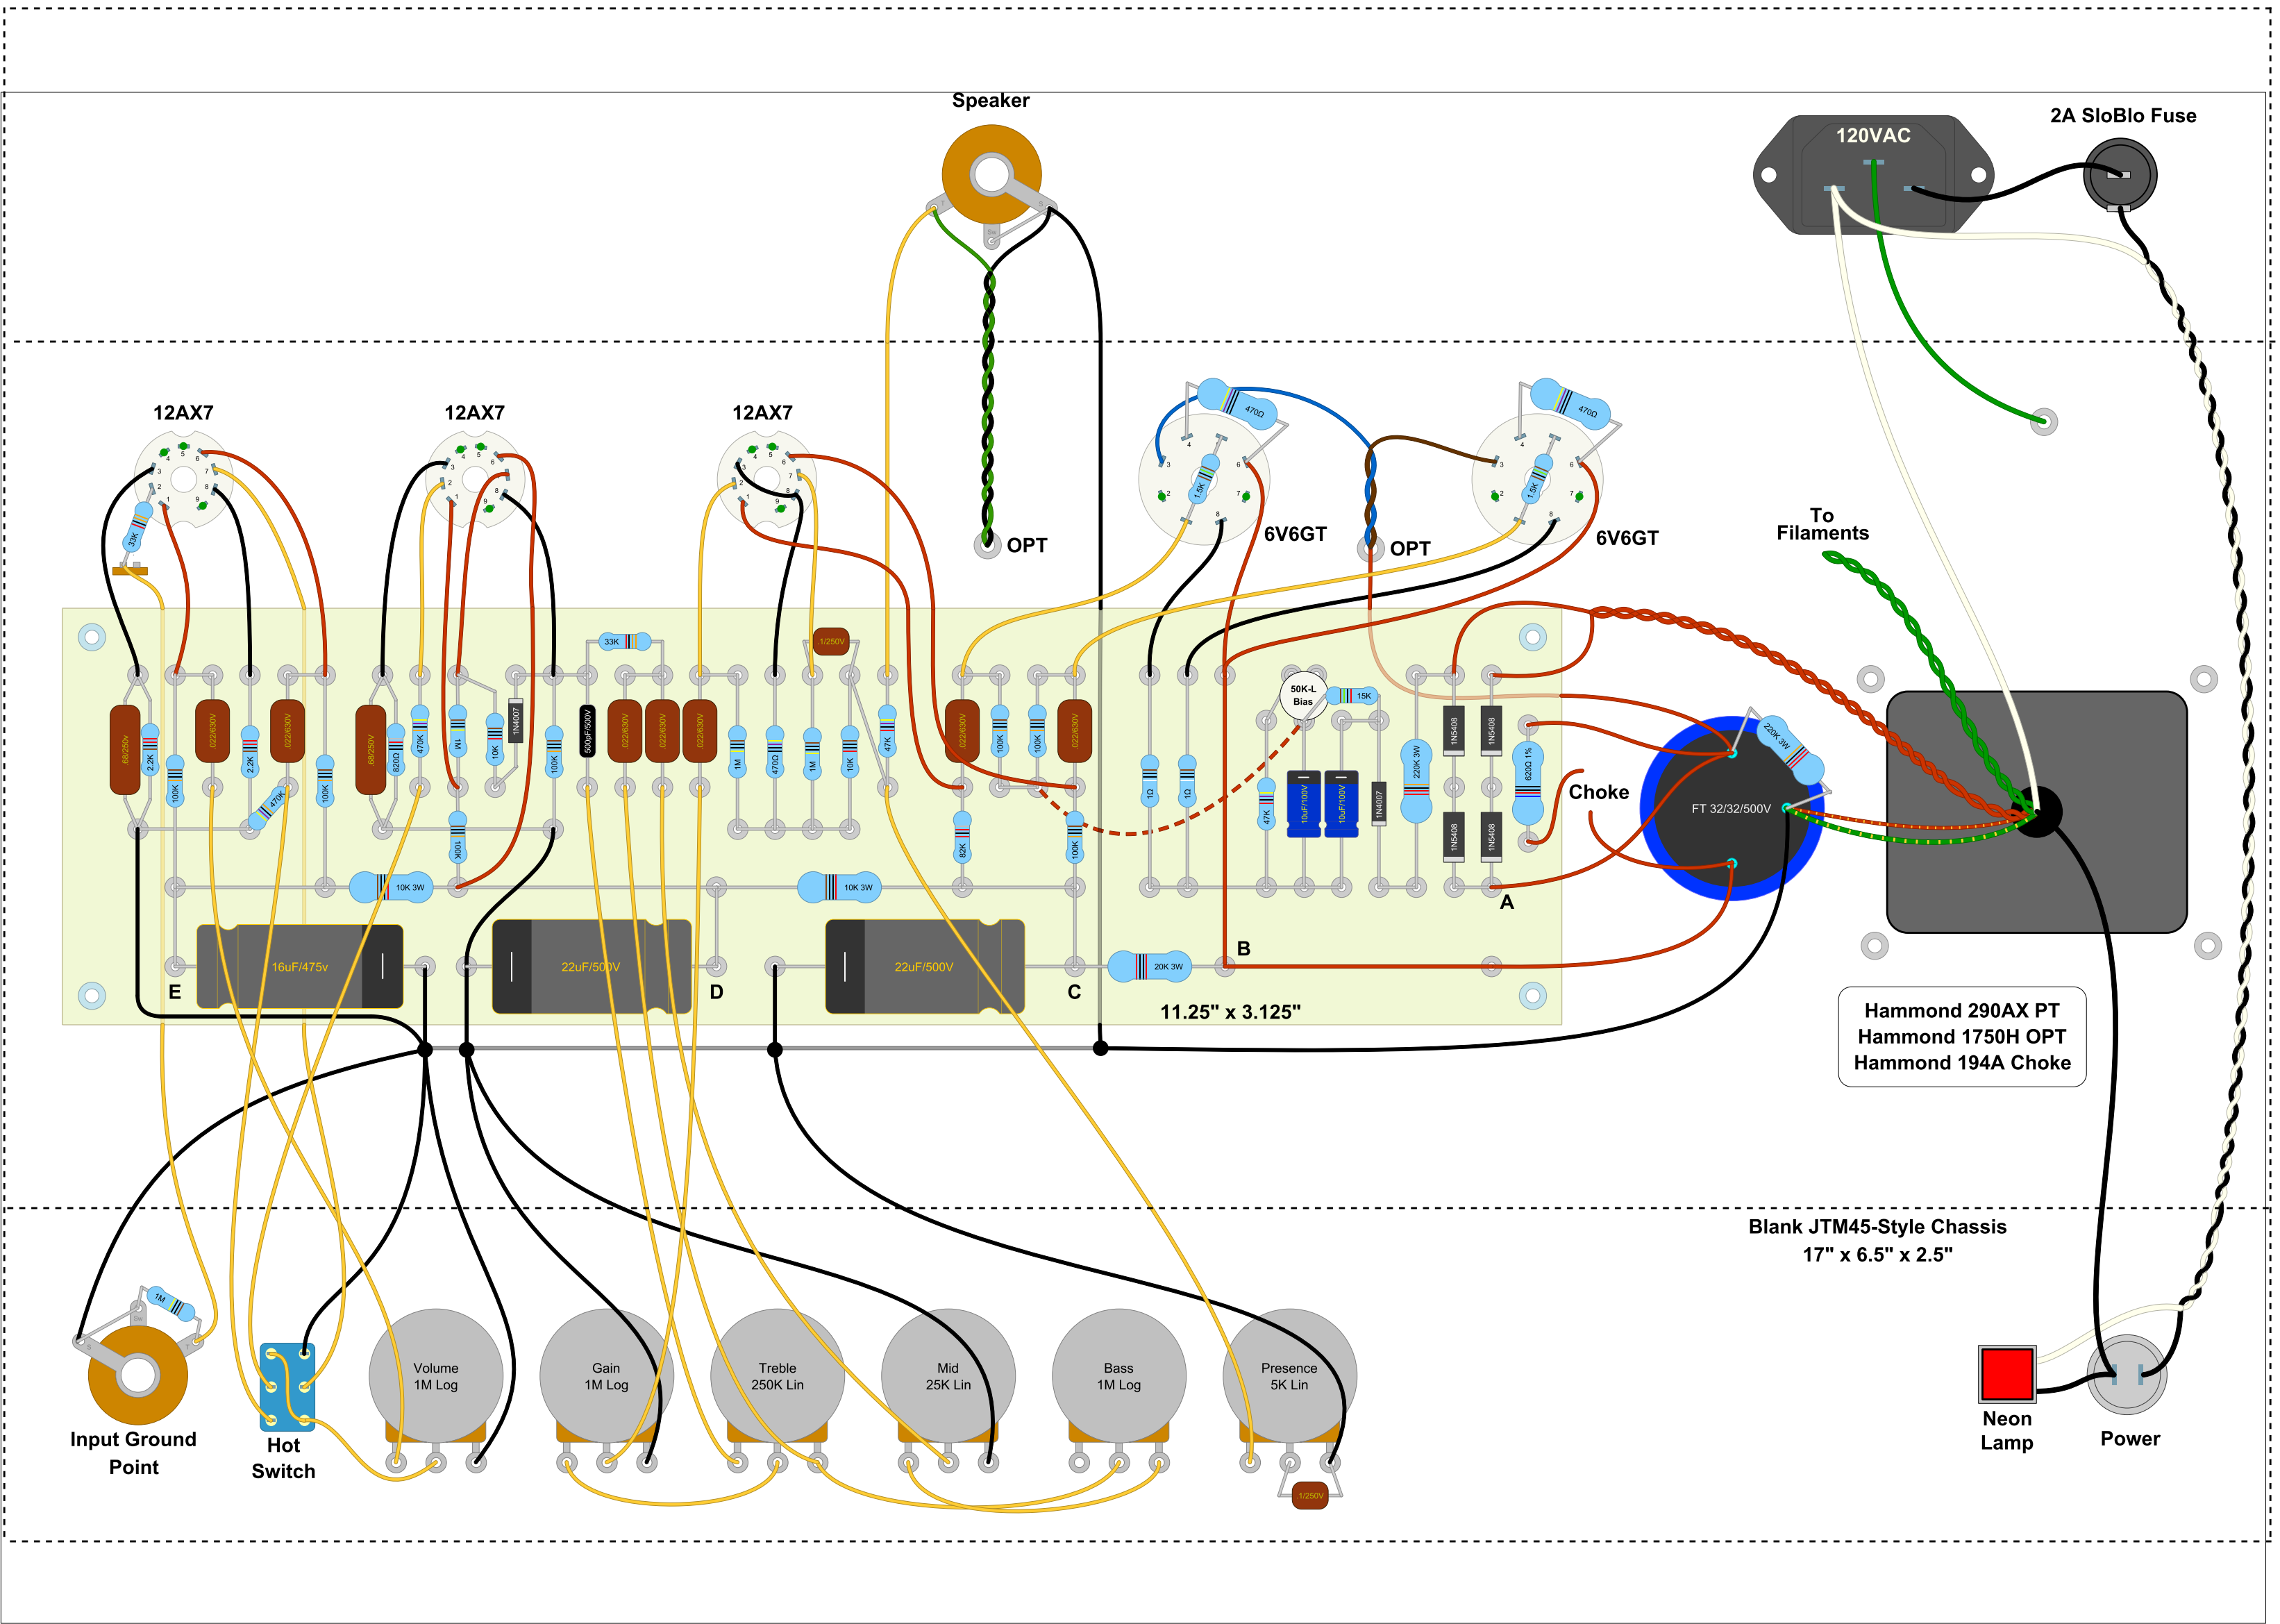 Speaker
120VAC
2A SloBlo Fuse
T
S
Sw
12AX7
12AX7
12AX7
470Ω
470Ω
1.5K
1.5K
6V6GT
6V6GT
OPT
OPT
To
Filaments
33K
33K
.1/250V
.68/250v
2.2K
100K
.022/630V
2.2K
470K
.022/630V
100K
.68/250V
820Ω
470K
1M
100K
10K
1N4007
100K
500pF/500V
.022/630V
.022/630V
.022/630V
1M
470Ω
1M
10K
47K
.022/630V
82K
100K
100K
.022/630V
100K
1Ω
1Ω
50K-L
Bias
15K
47K
10uF/100V
10uF/100V
1N4007
220K 3W
1N5408
1N5408
1N5408
1N5408
620Ω 1%
Choke
220K 3W
FT 32/32/500V
10K 3W
10K 3W
A
B
16uF/475v
22uF/500V
22uF/500V
20K 3W
E
D
C
11.25" x 3.125"
Hammond 290AX PT
Hammond 1750H OPT
Hammond 194A Choke
Blank JTM45-Style Chassis
17" x 6.5" x 2.5"
1M
Sw
S
T
Input Ground
Point
Hot
Switch
Volume
1M Log
Gain
1M Log
Treble
250K Lin
Mid
25K Lin
Bass
1M Log
Presence
5K Lin
.1/250V
Neon
Lamp
Power